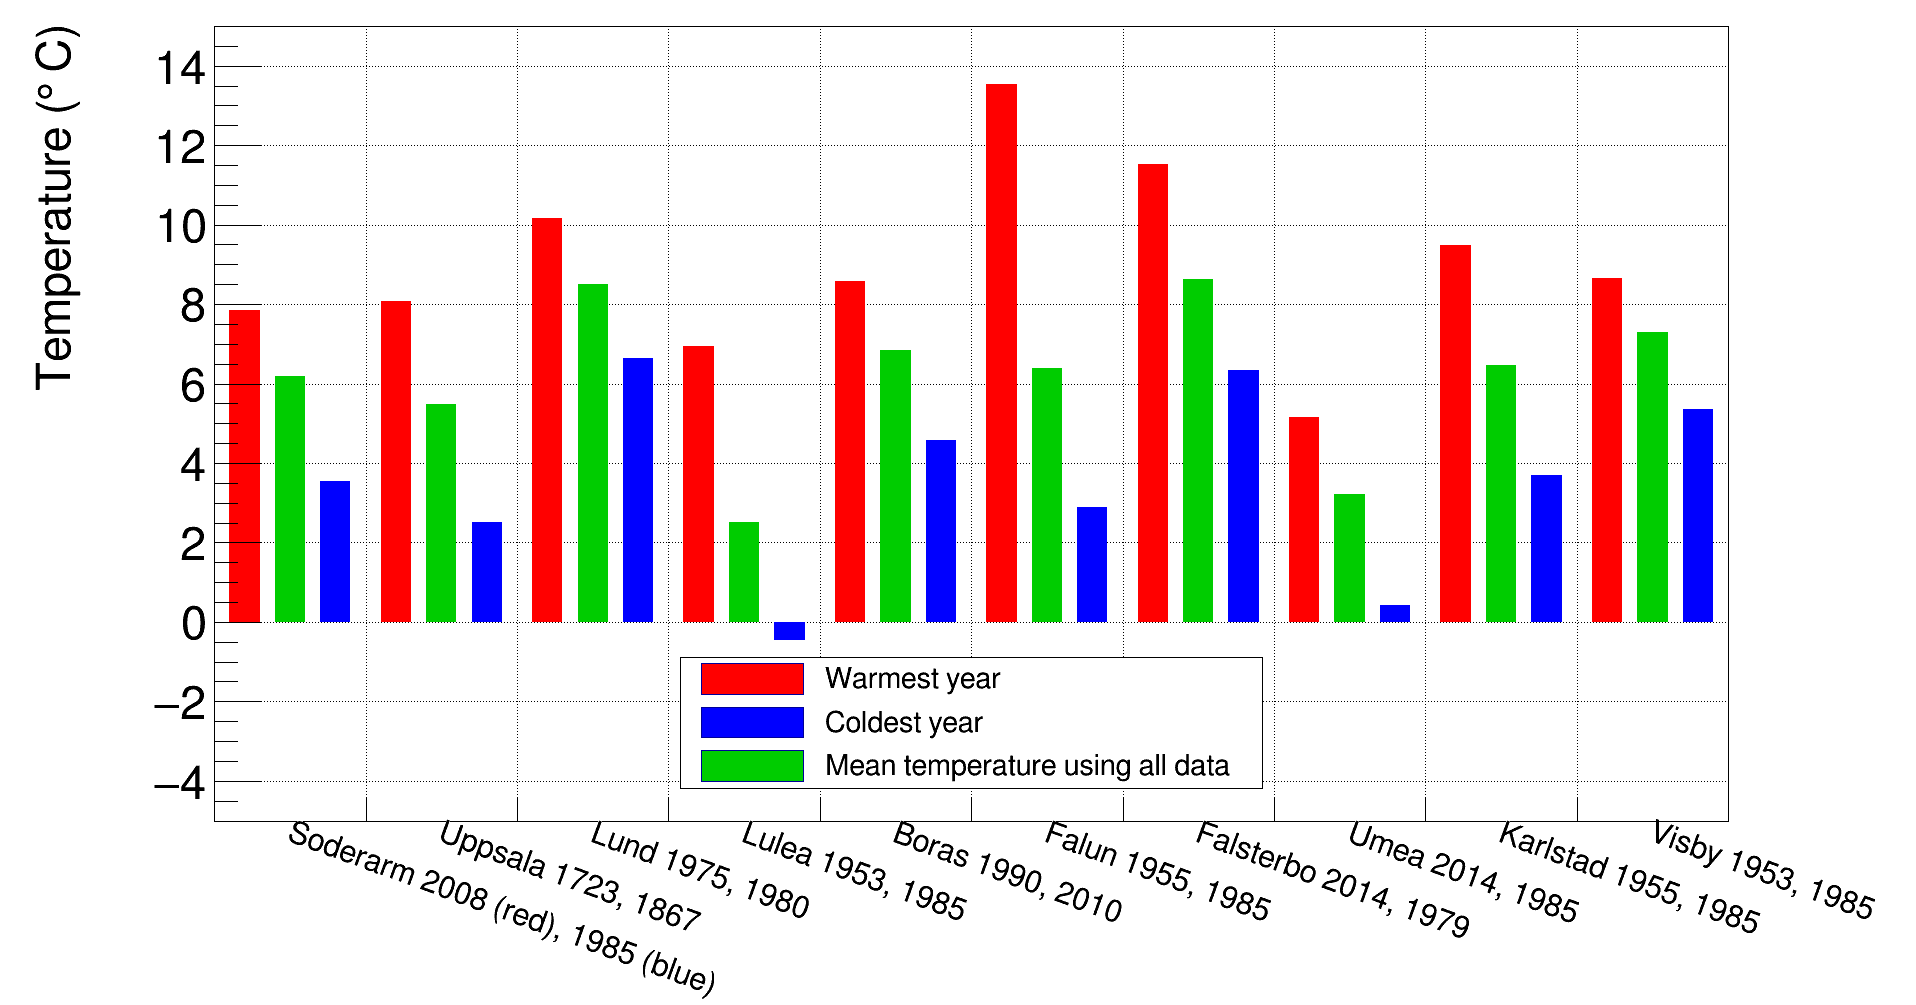 Temperature (° C)
14
12
10
8
6
4
2
0
−2
−4
Warmest year
Coldest year
Mean temperature using all data
Soderarm 2008 (red), 1985 (blue)
Uppsala 1723, 1867
Lund 1975, 1980
Lulea 1953, 1985
Boras 1990, 2010
Falun 1955, 1985
Falsterbo 2014, 1979
Umea 2014, 1985
Karlstad 1955, 1985
Visby 1953, 1985